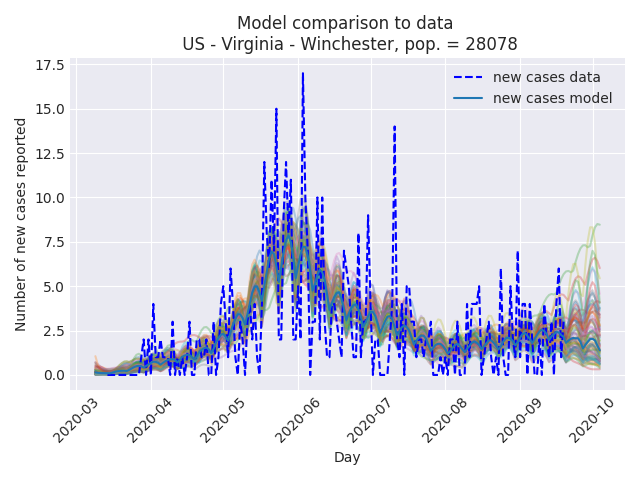 Model comparison to data
US - Virginia - Winchester, pop. = 28078
17.5
15.0
12.5
10.0
7.5
5.0
2.5
0.0
Number of new cases reported
new cases data
new cases model
2020-03
2020-04
2020-05
2020-06
2020-07
2020-08
2020-09
2020-10
Day